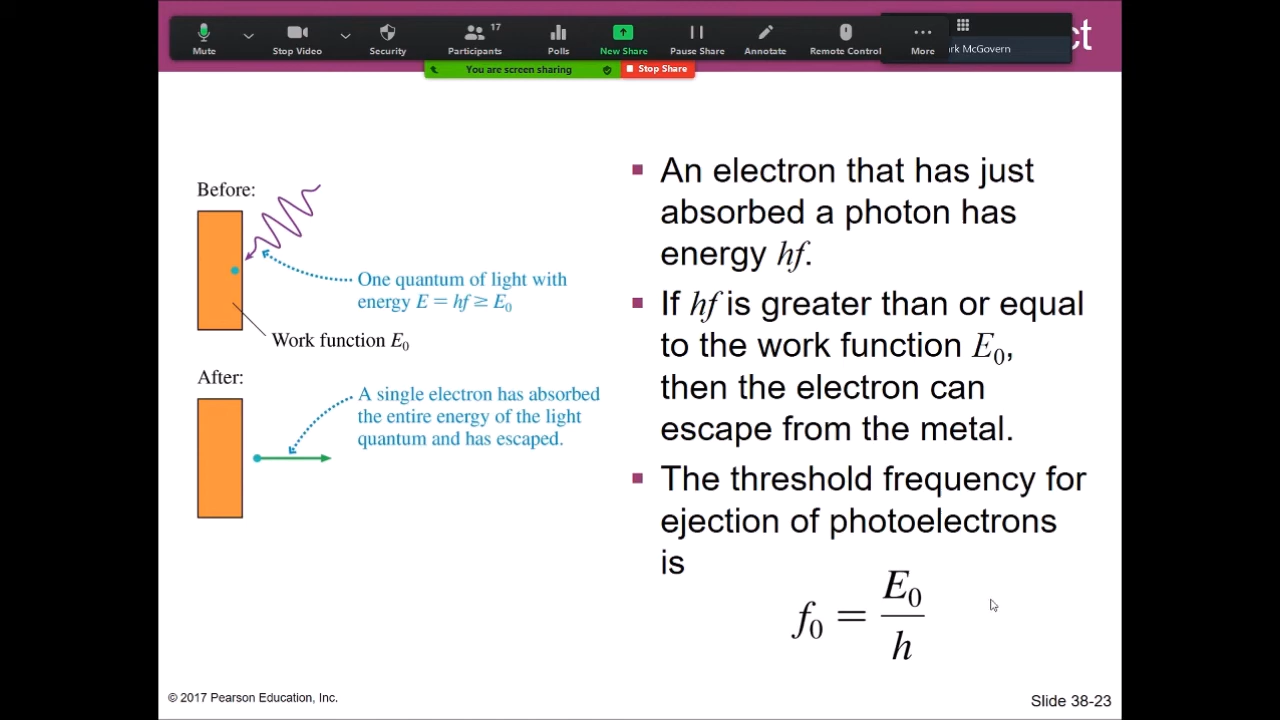 17
Mute
Stop Video
Security
Participants
Polls
New Share
Pause Share
Annotate
Remote Control
More
rk McGovern
ct
You are screen sharing
Stop Share
Before:
One quantum of light with
energy E = hf ≥ E₀
Work function E₀
After:
A single electron has absorbed
the entire energy of the light
quantum and has escaped.
▪ An electron that has just
absorbed a photon has
energy hf.
▪ If hf is greater than or equal
to the work function E₀,
then the electron can
escape from the metal.
▪ The threshold frequency for
ejection of photoelectrons
is
f₀ = E₀/h
© 2017 Pearson Education, Inc.
Slide 38-23